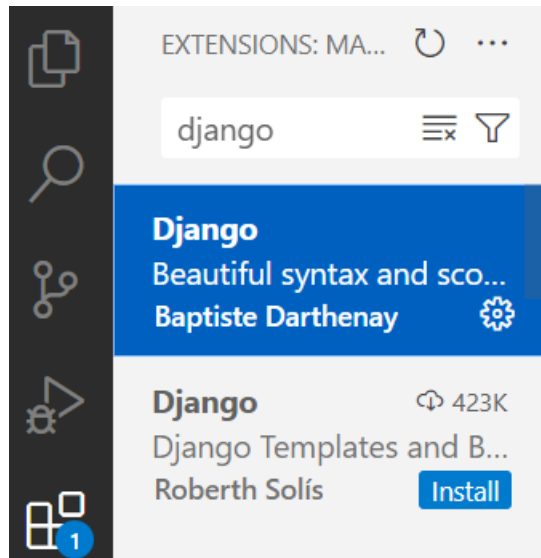 EXTENSIONS: MA...
django
Django
Beautiful syntax and sco...
Baptiste Darthenay
Django 423K
Django Templates and B...
Roberth Solís Install
1